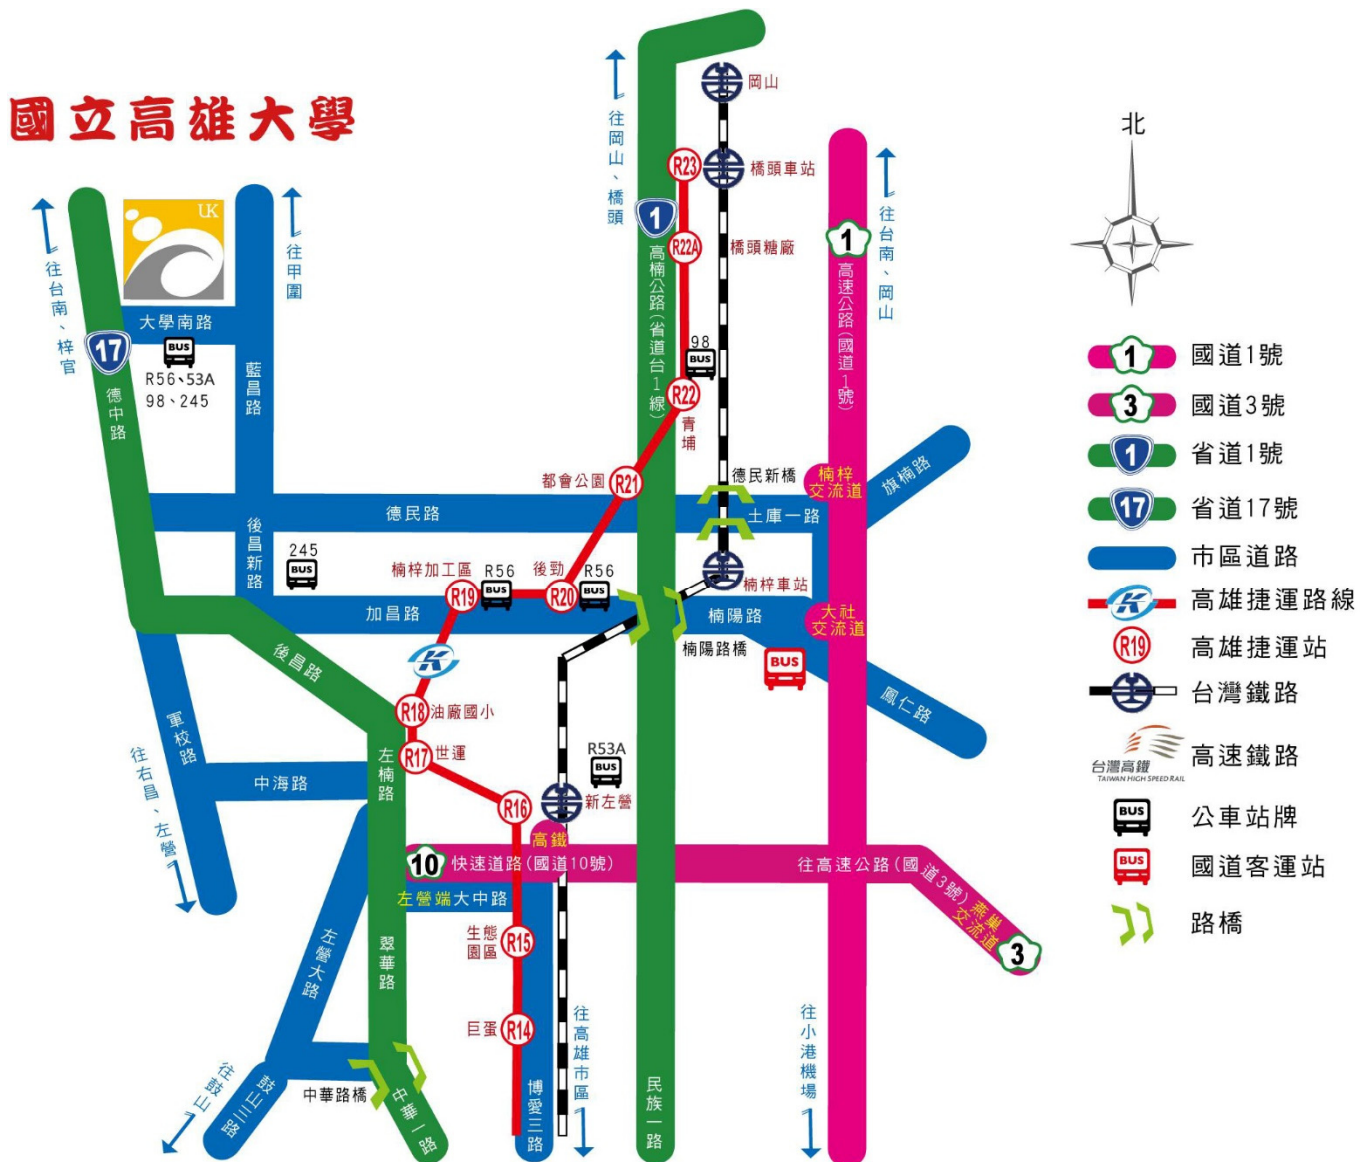 國立高雄大學
UK
往台南、梓官
往甲圍
大學南路
17
BUS
R56、53A
98、245
德中路
藍昌路
後昌新路
往岡山、橋頭
1
高楠公路(省道台1線)
岡山
R23
橋頭車站
R22A
橋頭糖廠
98
BUS
R22
青埔
1
高速公路(國道1號)
往台南、岡山
都會公園
R21
德民新橋
楠梓
交流道
旗楠路
德民路
土庫一路
245
BUS
楠梓加工區
R19
R56
BUS
後勁
R20
R56
BUS
楠梓車站
加昌路
楠陽路
大社
交流道
楠陽路橋
BUS
鳳仁路
後昌路
K
R18
油廠國小
R17
世運
軍校路
左楠路
中海路
往右昌、左營
R16
R53A
BUS
新左營
高鐵
10
快速道路(國道10號)
往高速公路(國道3號)
燕巢
交流道
3
左營端大中路
生態
園區
R15
左營大路
翠華路
巨蛋
R14
往高雄市區
往小港機場
中華路橋
中華一路
往鼓山
鼓山三路
博愛三路
民族一路
北
1
國道1號
3
國道3號
1
省道1號
17
省道17號
市區道路
K
高雄捷運路線
R19
高雄捷運站
台灣鐵路
台灣高鐵
TAIWAN HIGH SPEED RAIL
高速鐵路
BUS
公車站牌
BUS
國道客運站
路橋